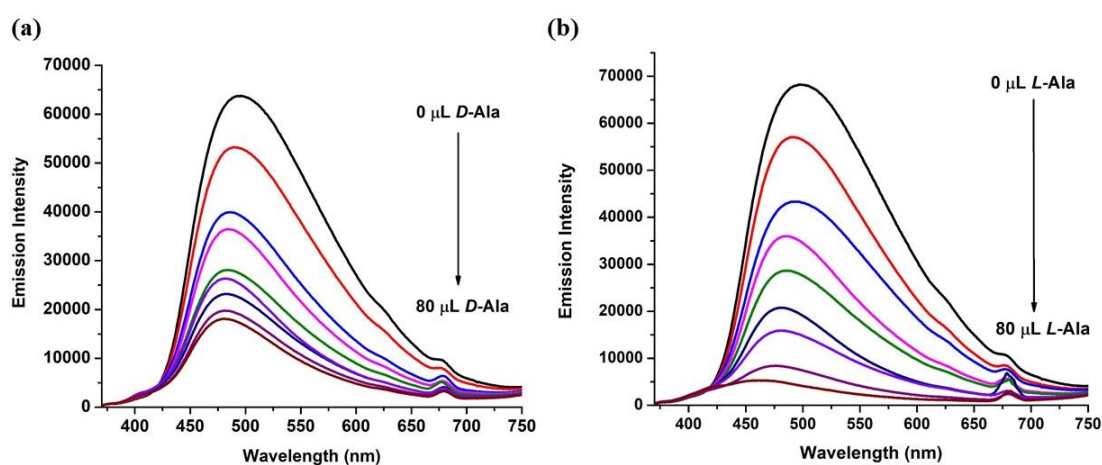 (a)
70000
60000
50000
40000
30000
20000
10000
0
Emission Intensity
0 μL D-Ala
80 μL D-Ala
400 450 500 550 600 650 700 750
Wavelength (nm)
(b)
70000
60000
50000
40000
30000
20000
10000
0
Emission Intensity
0 μL L-Ala
80 μL L-Ala
400 450 500 550 600 650 700 750
Wavelength (nm)